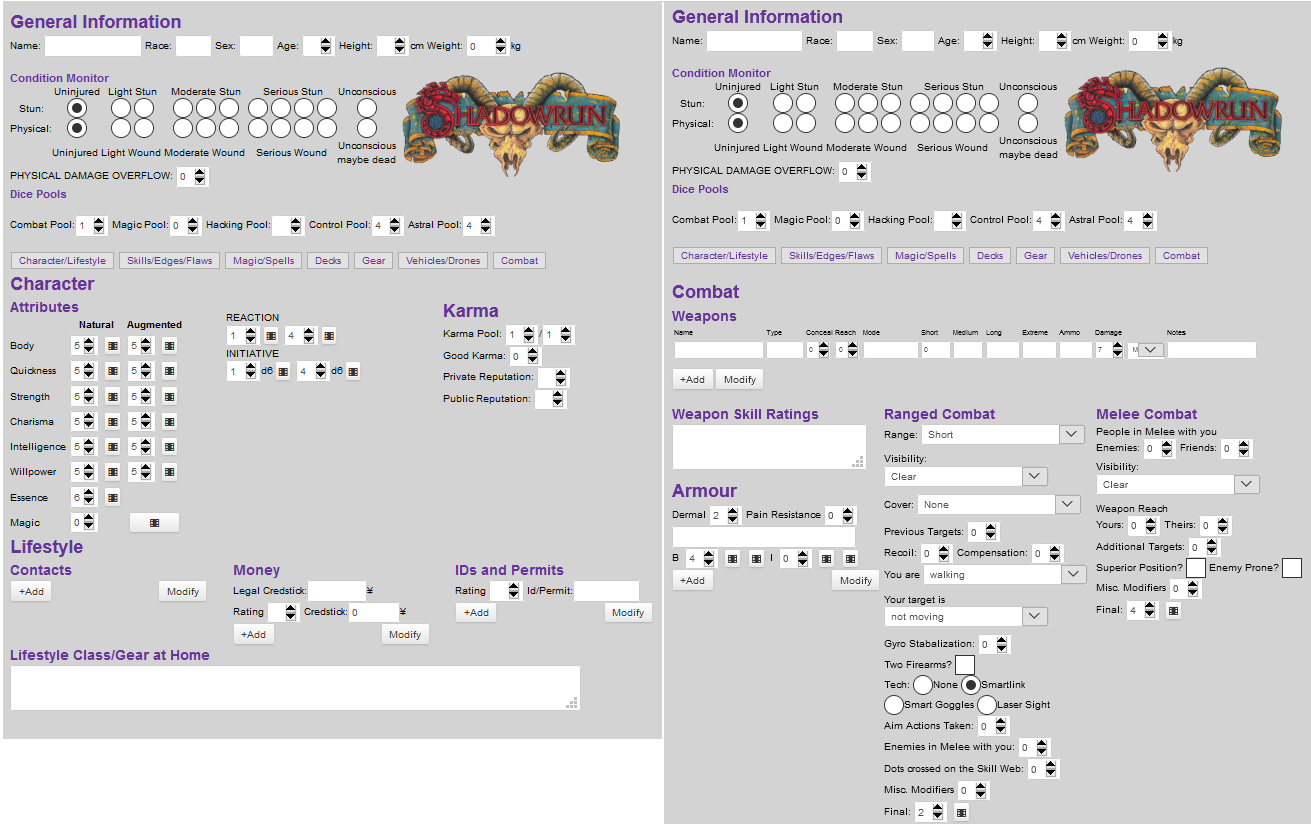 General Information
Name: Race: Sex: Age: Height: cm Weight: 0 kg
Condition Monitor
Uninjured Light Stun Moderate Stun Serious Stun Unconscious
Stun:
Physical:
Uninjured Light Wound Moderate Wound Serious Wound Unconscious
maybe dead
SHADOWRUN
PHYSICAL DAMAGE OVERFLOW: 0
Dice Pools
Combat Pool: 1 Magic Pool: 0 Hacking Pool: Control Pool: 4 Astral Pool: 4
Character/Lifestyle Skills/Edges/Flaws Magic/Spells Decks Gear Vehicles/Drones Combat
Character
Attributes
Natural Augmented
Body 5 5
Quickness 5 5
Strength 5 5
Charisma 5 5
Intelligence 5 5
Willpower 5 5
Essence 6
Magic 0
REACTION
1 4
INITIATIVE
1 d6 4 d6
Karma
Karma Pool: 1 / 1
Good Karma: 0
Private Reputation:
Public Reputation:
Lifestyle
Contacts
+Add Modify
Money
Legal Credstick: ¥
Rating Credstick: 0 ¥
+Add Modify
IDs and Permits
Rating Id/Permit:
+Add Modify
Lifestyle Class/Gear at Home
General Information
Name: Race: Sex: Age: Height: cm Weight: 0 kg
Condition Monitor
Uninjured Light Stun Moderate Stun Serious Stun Unconscious
Stun:
Physical:
Uninjured Light Wound Moderate Wound Serious Wound Unconscious
maybe dead
SHADOWRUN
PHYSICAL DAMAGE OVERFLOW: 0
Dice Pools
Combat Pool: 1 Magic Pool: 0 Hacking Pool: Control Pool: 4 Astral Pool: 4
Character/Lifestyle Skills/Edges/Flaws Magic/Spells Decks Gear Vehicles/Drones Combat
Combat
Weapons
Name Type Conceal Reach Mode Short Medium Long Extreme Ammo Damage Notes
0 0 0 7 M
+Add Modify
Weapon Skill Ratings
Armour
Dermal 2 Pain Resistance 0
B 4 I 0
+Add Modify
Ranged Combat
Range: Short
Visibility:
Clear
Cover: None
Previous Targets: 0
Recoil: 0 Compensation: 0
You are walking
Your target is
not moving
Gyro Stabalization: 0
Two Firearms?
Tech: None Smartlink
Smart Goggles Laser Sight
Aim Actions Taken: 0
Enemies in Melee with you: 0
Dots crossed on the Skill Web: 0
Misc. Modifiers 0
Final: 2
Melee Combat
People in Melee with you
Enemies: 0 Friends: 0
Visibility:
Clear
Weapon Reach
Yours: 0 Theirs: 0
Additional Targets: 0
Superior Position? Enemy Prone?
Misc. Modifiers 0
Final: 4